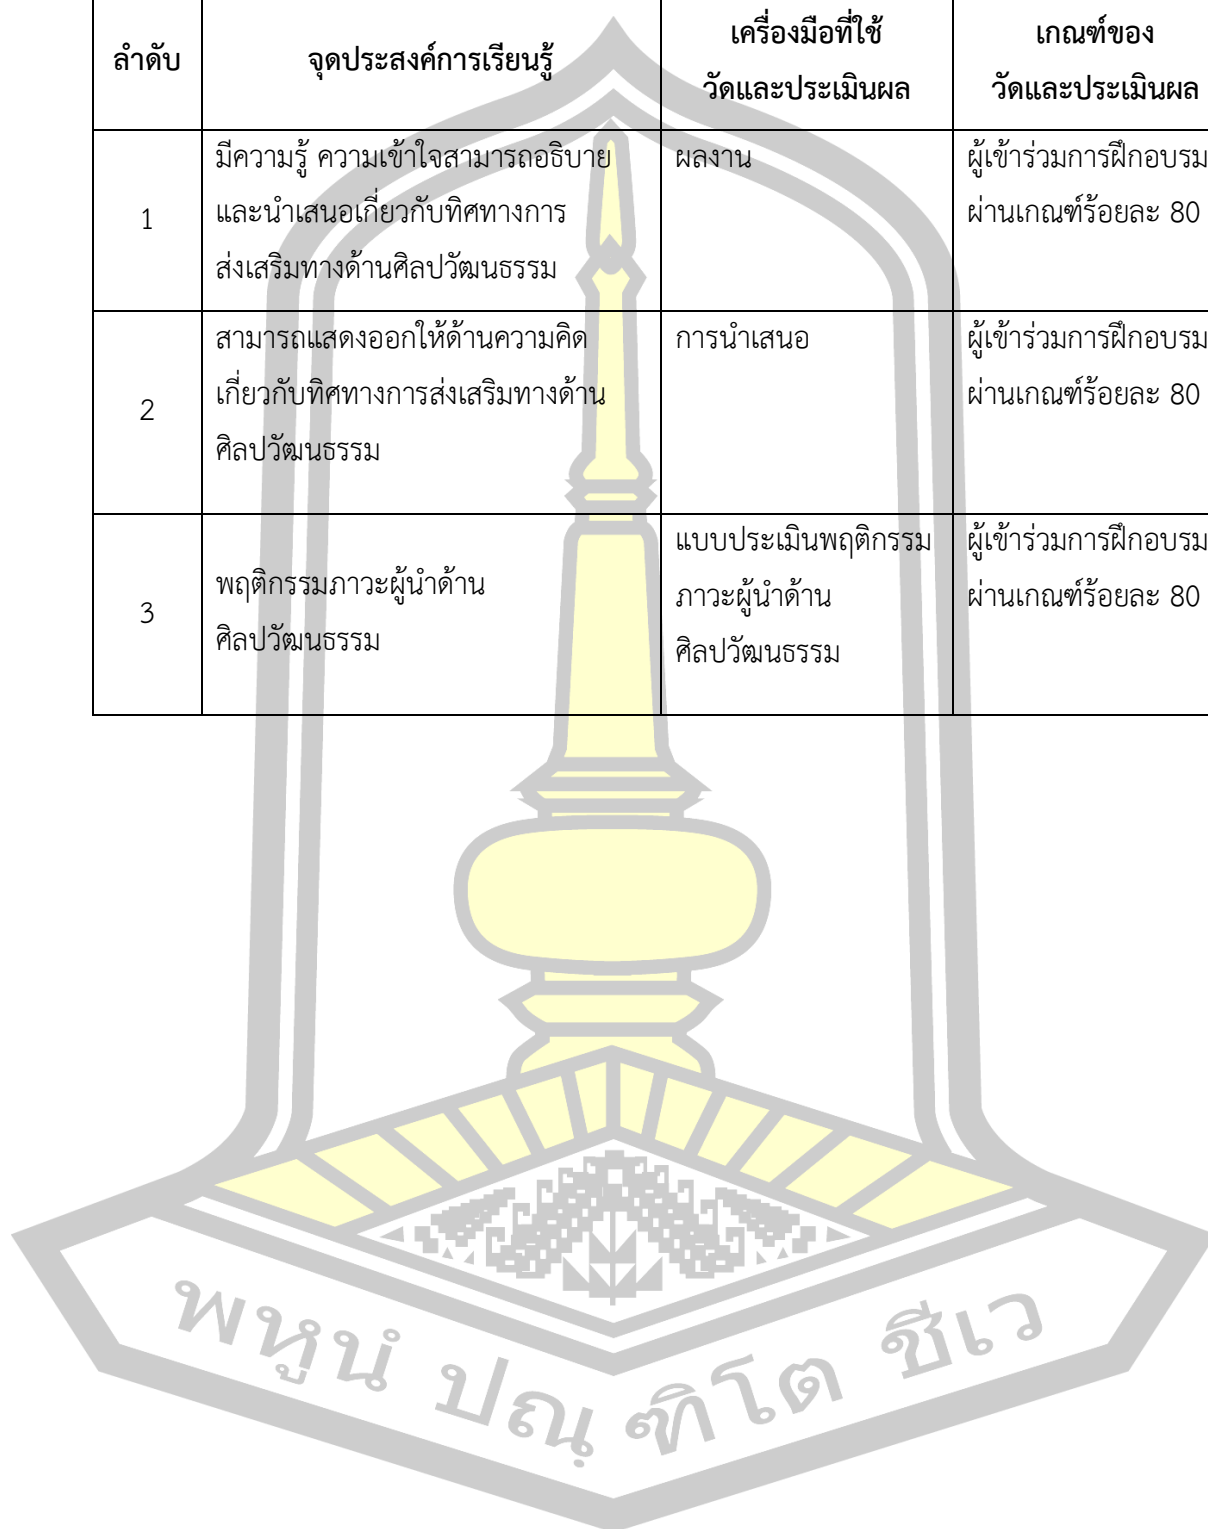 ลำดับ
จุดประสงค์การเรียนรู้
เครื่องมือที่ใช้
วัดและประเมินผล
เกณฑ์ของ
วัดและประเมินผล
1
มีความรู้ ความเข้าใจสามารถอธิบาย
และนำเสนอเกี่ยวกับทิศทางการ
ส่งเสริมทางด้านศิลปวัฒนธรรม
ผลงาน
ผู้เข้าร่วมการฝึกอบรม
ผ่านเกณฑ์ร้อยละ 80
2
สามารถแสดงออกให้ด้านความคิด
เกี่ยวกับทิศทางการส่งเสริมทางด้าน
ศิลปวัฒนธรรม
การนำเสนอ
ผู้เข้าร่วมการฝึกอบรม
ผ่านเกณฑ์ร้อยละ 80
3
พฤติกรรมภาวะผู้นำด้าน
ศิลปวัฒนธรรม
แบบประเมินพฤติกรรม
ภาวะผู้นำด้าน
ศิลปวัฒนธรรม
ผู้เข้าร่วมการฝึกอบรม
ผ่านเกณฑ์ร้อยละ 80
พหูนํ ปณฺฑิโต ชีเว